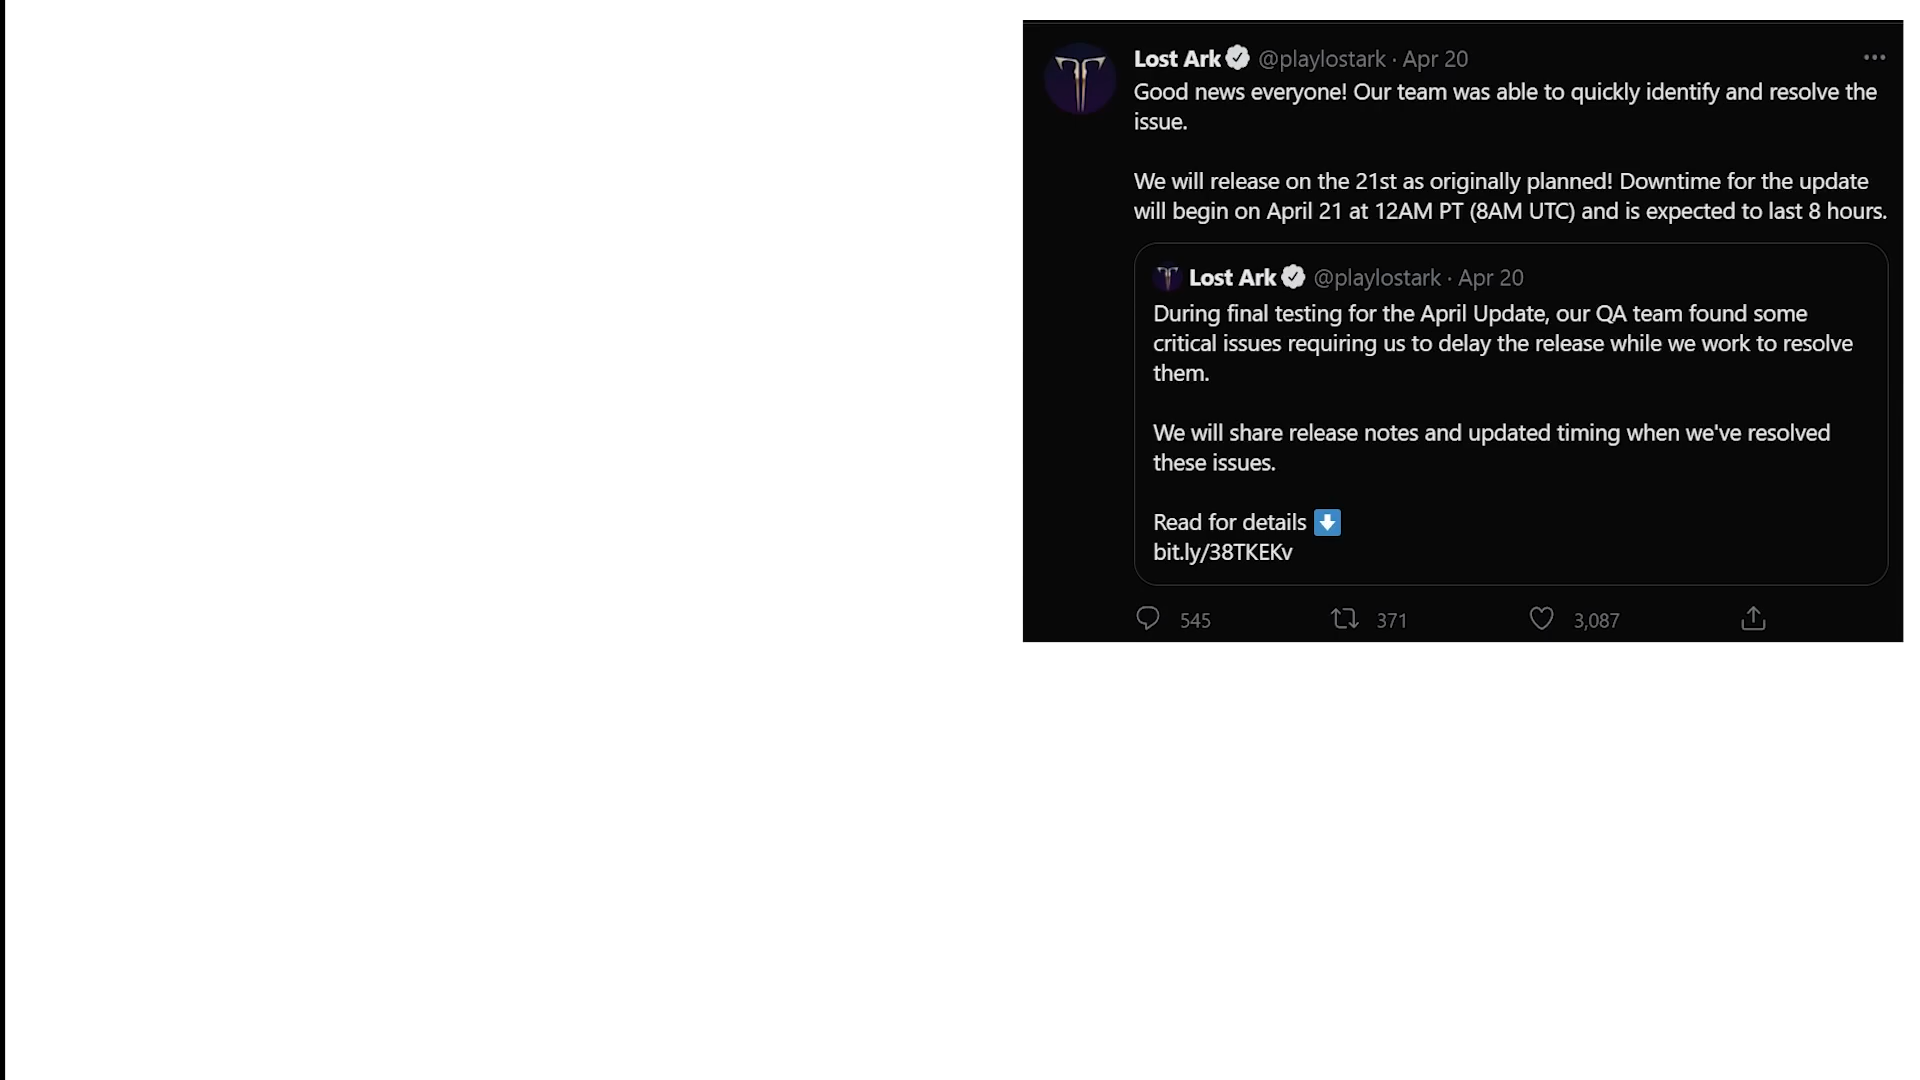 Lost Ark @playlostark · Apr 20
Good news everyone! Our team was able to quickly identify and resolve the
issue.
We will release on the 21st as originally planned! Downtime for the update
will begin on April 21 at 12AM PT (8AM UTC) and is expected to last 8 hours.
Lost Ark @playlostark · Apr 20
During final testing for the April Update, our QA team found some
critical issues requiring us to delay the release while we work to resolve
them.
We will share release notes and updated timing when we've resolved
these issues.
Read for details ⬇️
bit.ly/38TKEKv
545 371 3,087